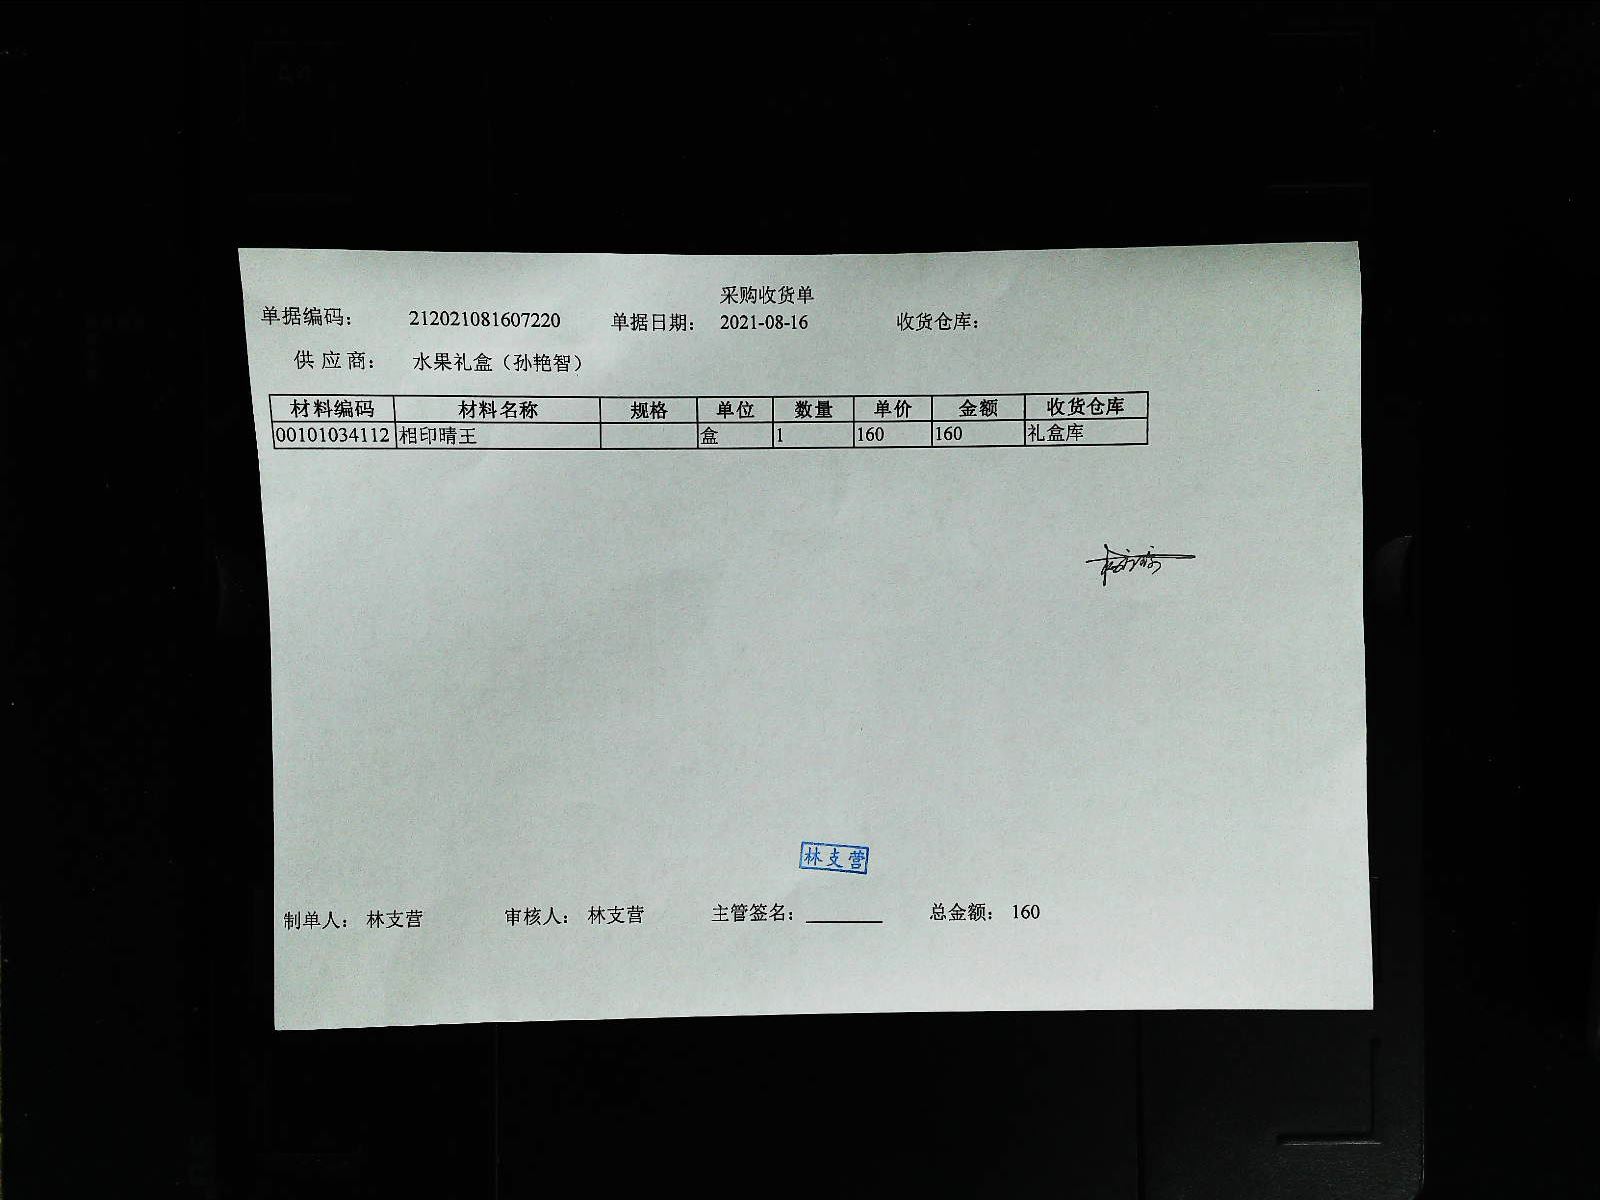 采购收货单
单据编码： 212021081607220 单据日期： 2021-08-16 收货仓库：
供应商： 水果礼盒（孙艳智）
材料编码 材料名称 规格 单位 数量 单价 金额 收货仓库
00101034112 相印晴王 盒 1 160 160 礼盒库
林支营
制单人： 林支营 审核人： 林支营 主管签名： 总金额： 160